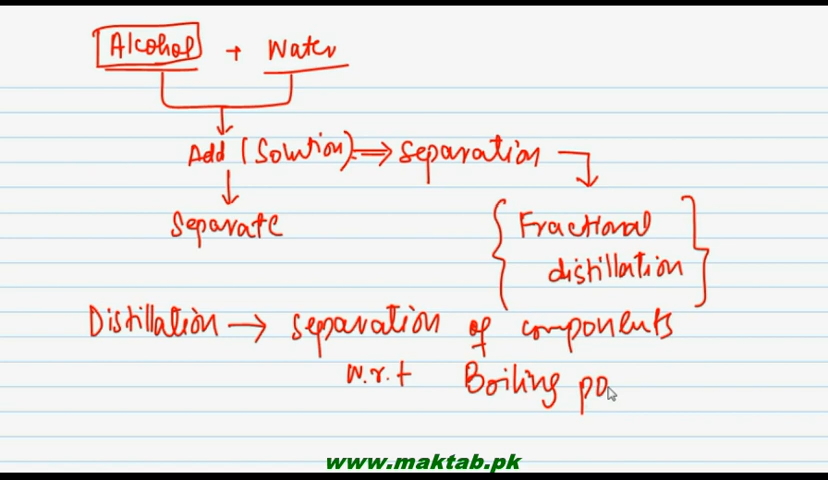 Alcohol + Water
Add (Solution) ⇒ Separation
Separate
Fractional
distillation
Distillation → Separation of components
w.r.t Boiling po
www.maktab.pk